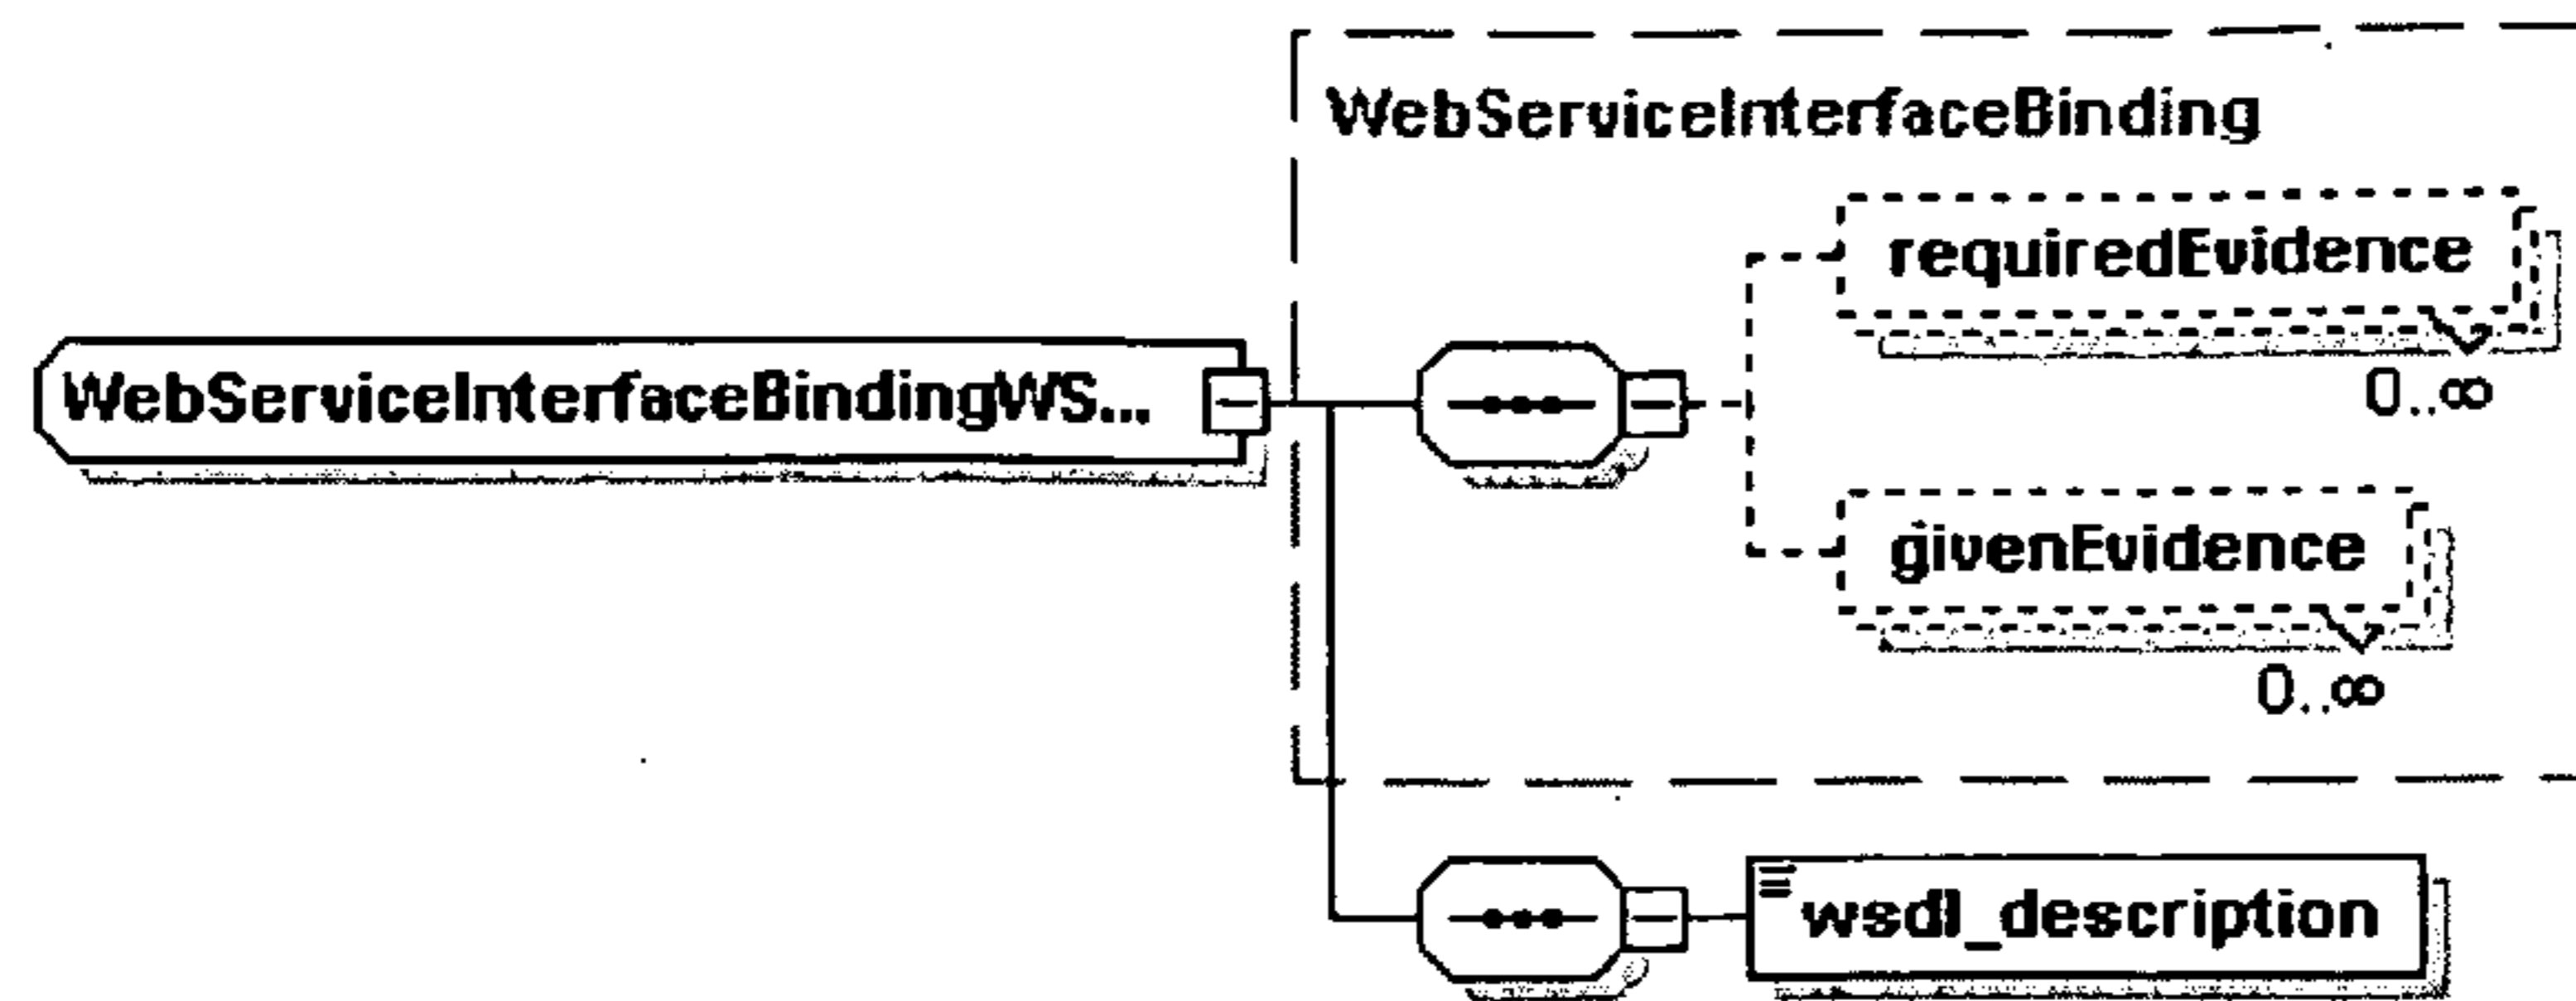 WebServiceInterfaceBinding
requiredEvidence
0..∞
WebServiceInterfaceBindingWS...
givenEvidence
0..∞
wsdl_description